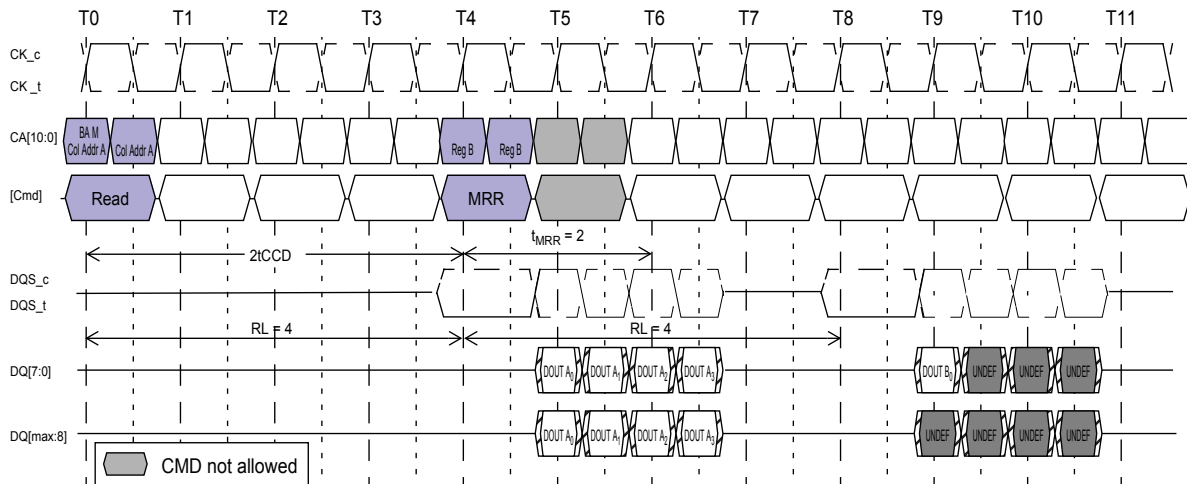 T0 T1 T2 T3 T4 T5 T6 T7 T8 T9 T10 T11
CK_c
CK_t
CA[10:0] BA M Col Addr A Col Addr A Reg B Reg B
[Cmd] Read MRR
2tCCD tMRR = 2
DQS_c
DQS_t
RL = 4 RL = 4
DQ[7:0] DOUT A0 DOUT A1 DOUT A2 DOUT A3 DOUT B0 UNDEF UNDEF UNDEF
DQ[max:8] DOUT A0 DOUT A1 DOUT A2 DOUT A3 UNDEF UNDEF UNDEF UNDEF
CMD not allowed